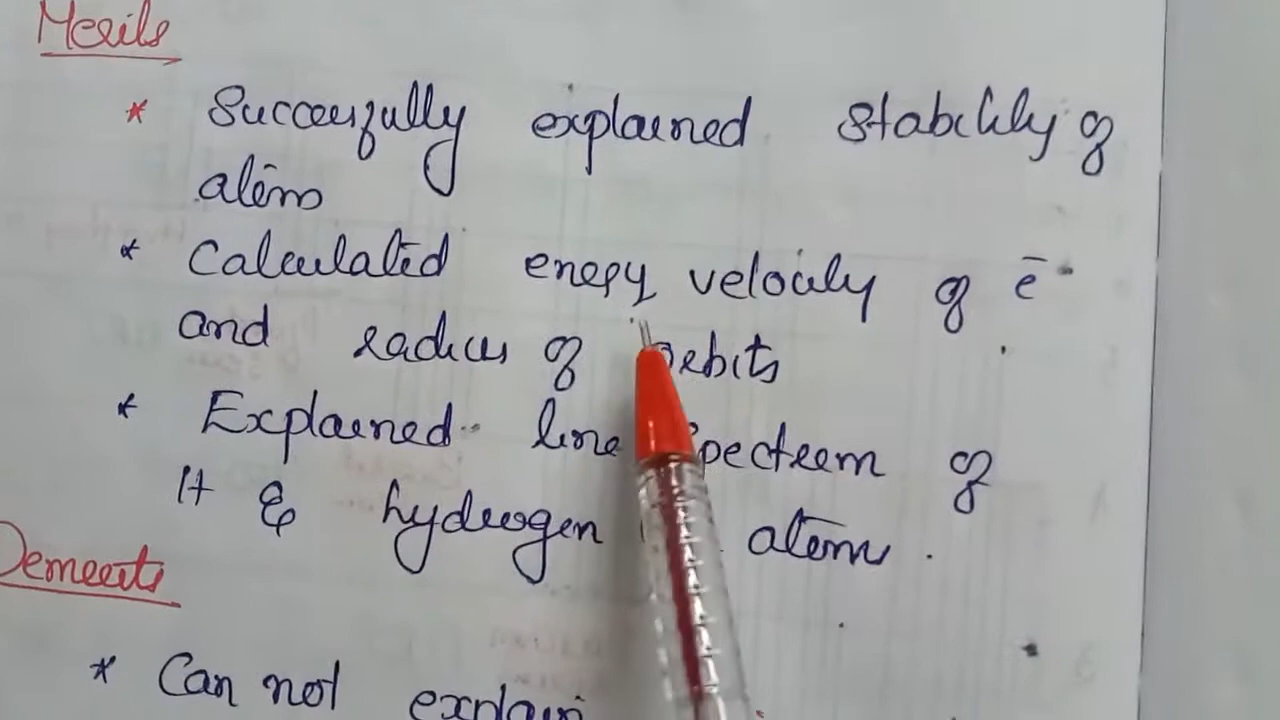 Merits
* Successfully explained stability of
atom
* Calculated energy velocity of e⁻
and radius of orbits
* Explained line spectrum of
H & hydrogen atom.
Demerits
* Can not explain